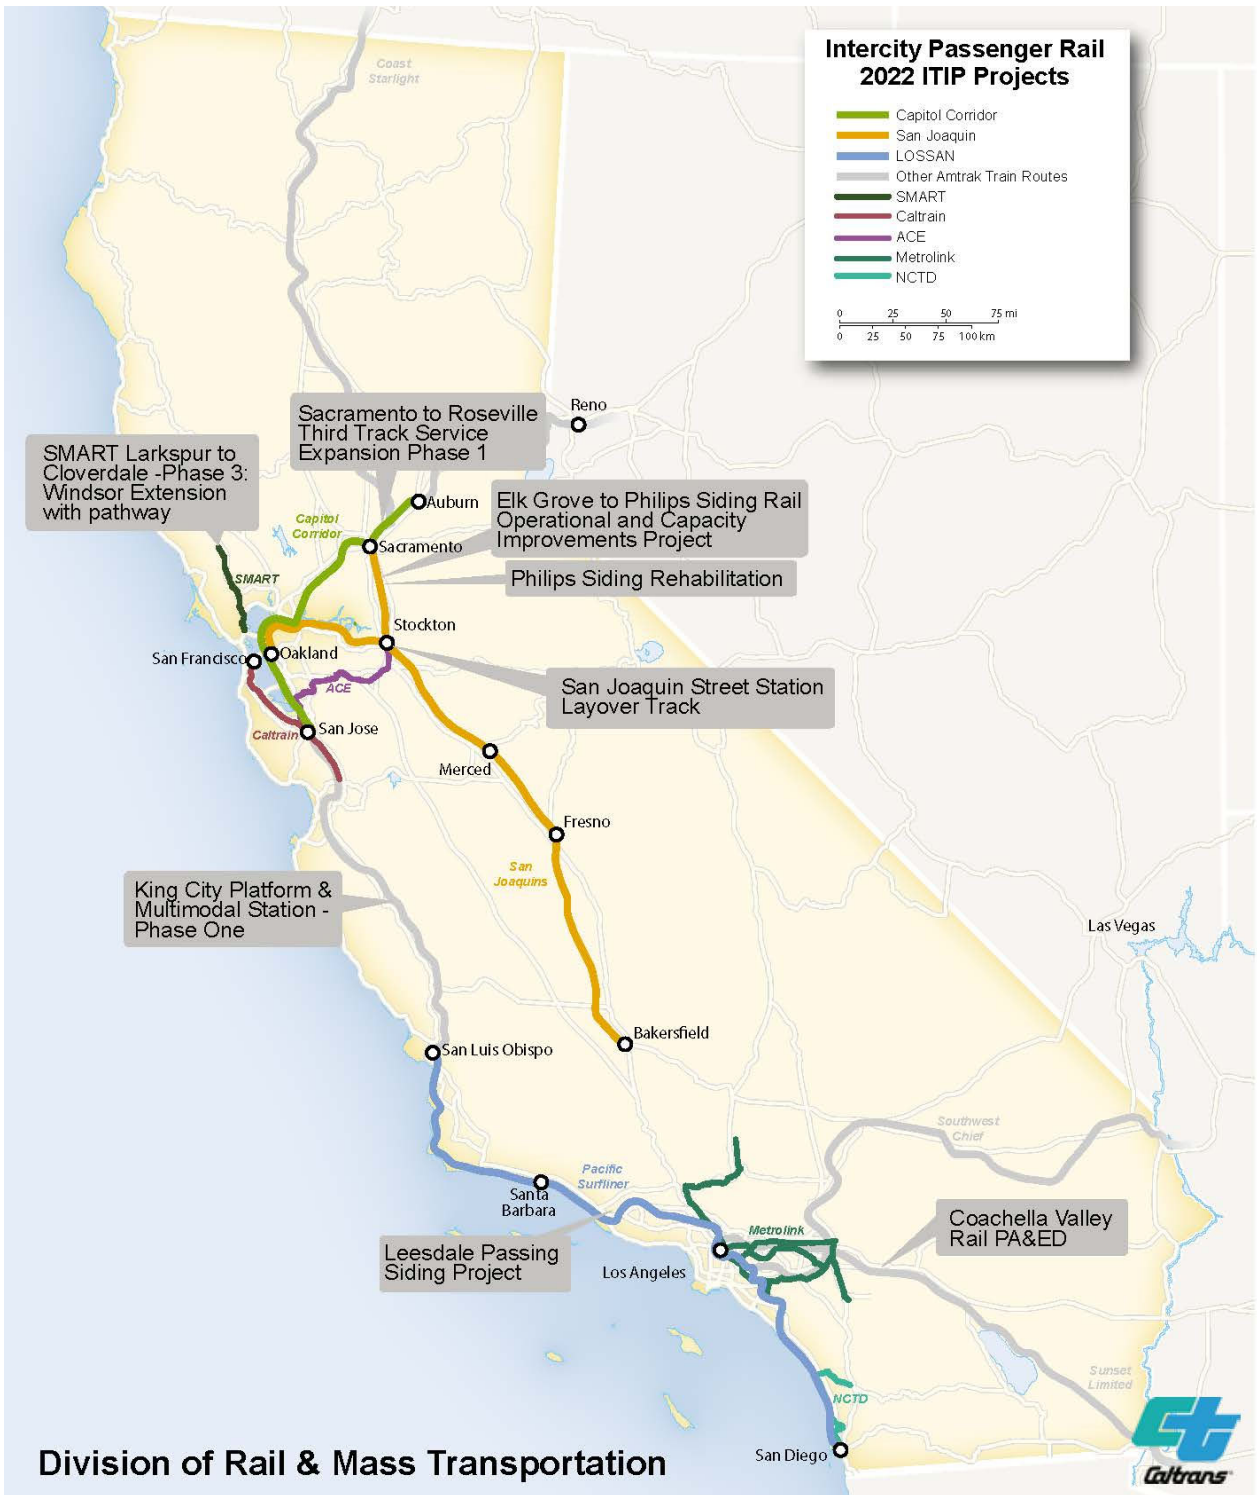 Intercity Passenger Rail
2022 ITIP Projects
Capitol Corridor
San Joaquin
LOSSAN
Other Amtrak Train Routes
SMART
Caltrain
ACE
Metrolink
NCTD
0 25 50 75 mi
0 25 50 75 100 km
Coast
Starlight
Reno
Sacramento to Roseville
Third Track Service
Expansion Phase 1
SMART Larkspur to
Cloverdale -Phase 3:
Windsor Extension
with pathway
Auburn
Elk Grove to Philips Siding Rail
Operational and Capacity
Improvements Project
Capitol
Corridor
Sacramento
Philips Siding Rehabilitation
SMART
Stockton
Oakland
San Francisco
San Joaquin Street Station
Layover Track
ACE
San Jose
Caltrain
Merced
Fresno
San
Joaquins
King City Platform &
Multimodal Station -
Phase One
Las Vegas
Bakersfield
San Luis Obispo
Southwest
Chief
Pacific
Surfliner
Santa
Barbara
Coachella Valley
Rail PA&ED
Metrolink
Leesdale Passing
Siding Project
Los Angeles
Sunset
Limited
NCTD
San Diego
Division of Rail & Mass Transportation
ct
Caltrans